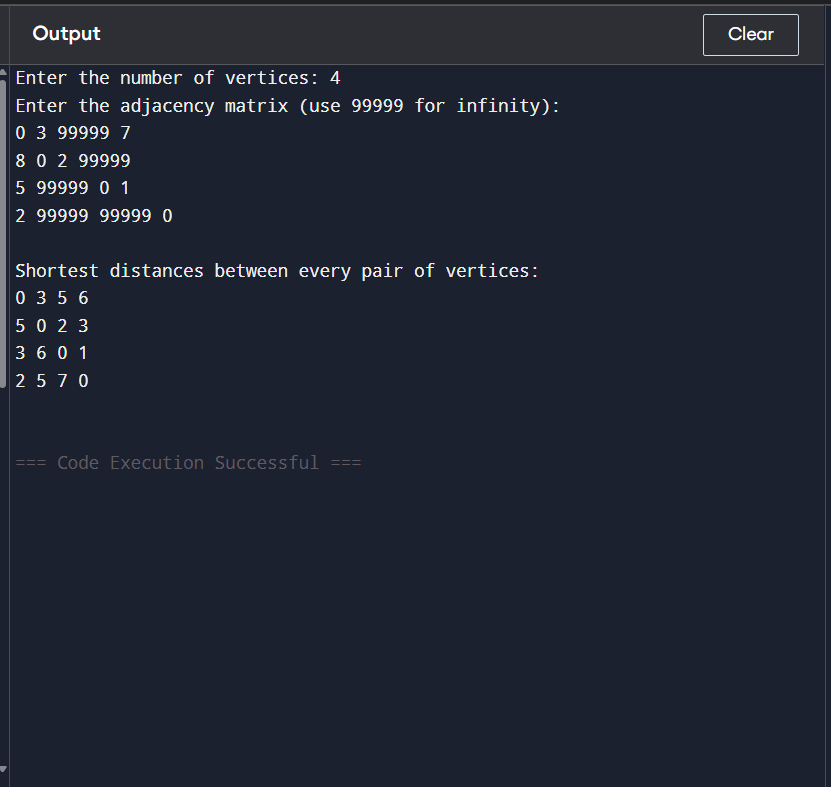 Output
Clear
Enter the number of vertices: 4
Enter the adjacency matrix (use 99999 for infinity):
0 3 99999 7
8 0 2 99999
5 99999 0 1
2 99999 99999 0
Shortest distances between every pair of vertices:
0 3 5 6
5 0 2 3
3 6 0 1
2 5 7 0
=== Code Execution Successful ===